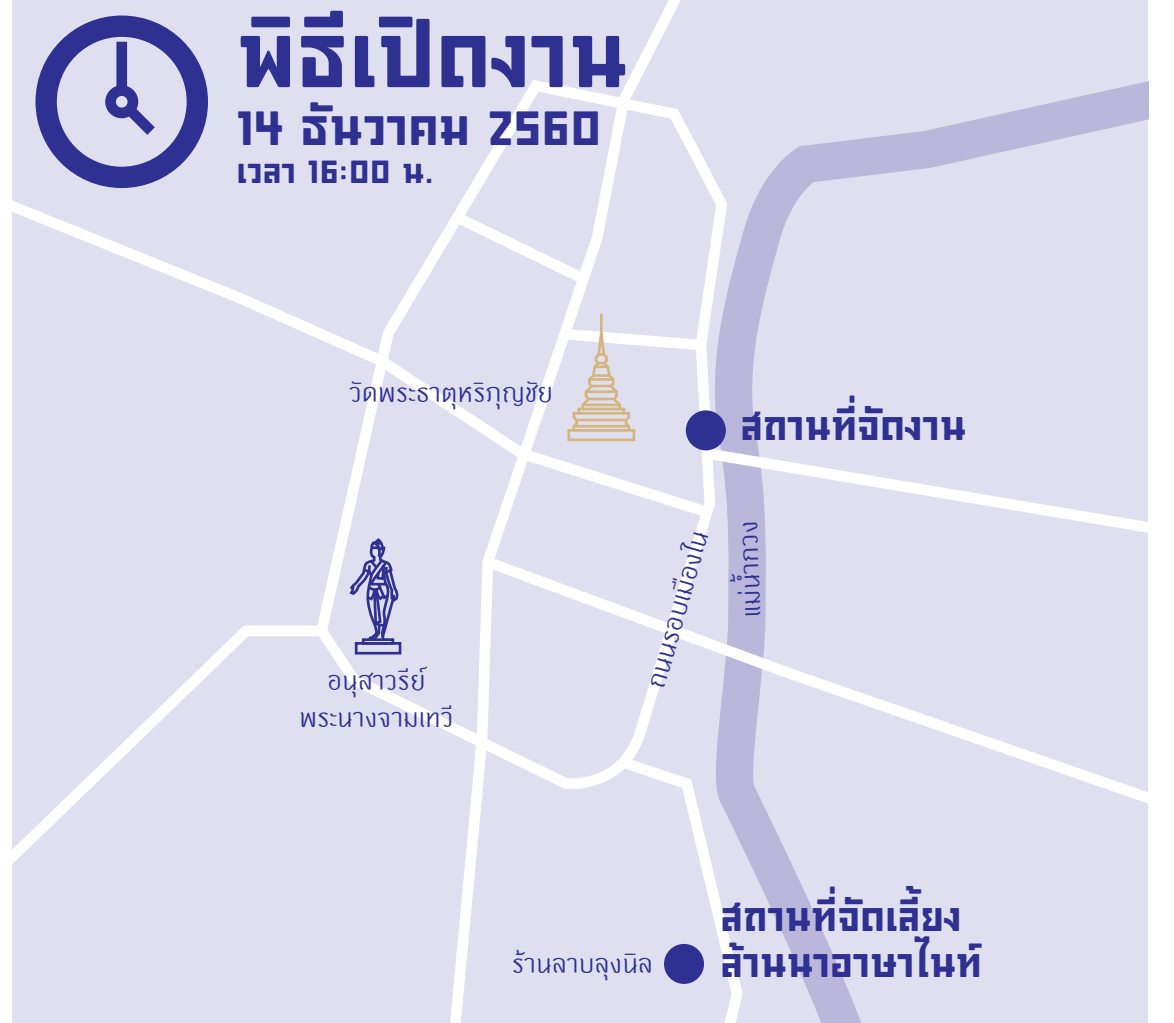 พิธีเปิดงาน
14 ธันวาคม 2560
เวลา 16:00 น.
วัดพระธาตุหริภุญชัย
สถานที่จัดงาน
แม่น้ำกวง
ถนนรอบเมืองใน
อนุสาวรีย์
พระนางจามเทวี
สถานที่จัดเลี้ยง
ล้านนาอาษาไนท์
ร้านลาบลุงนิล